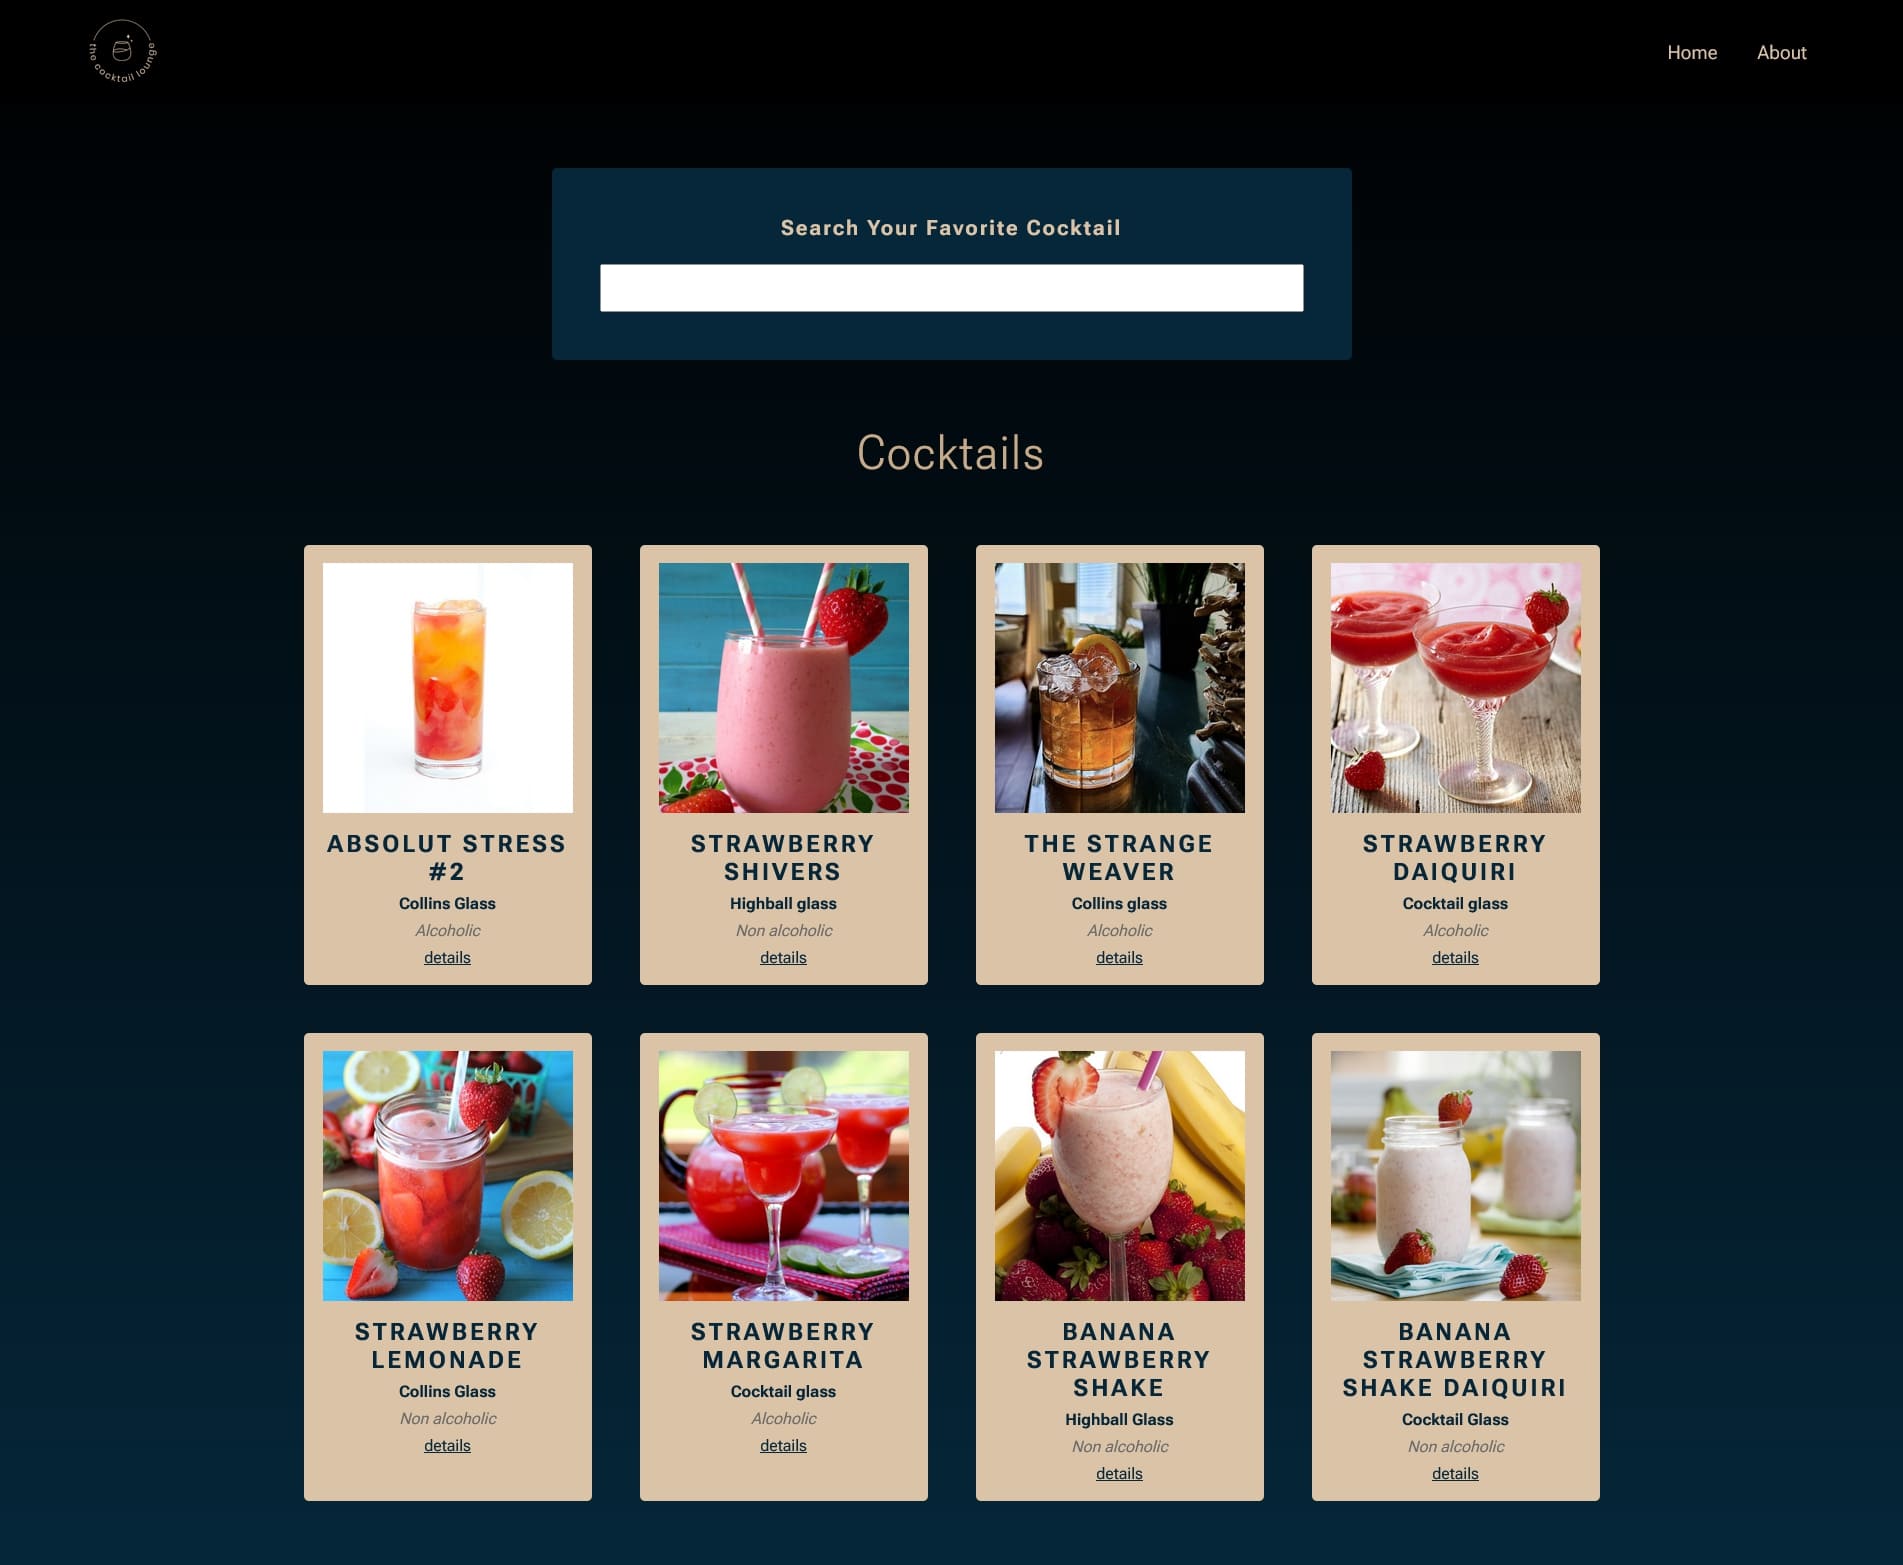 the cocktail lounge
Home About
Search Your Favorite Cocktail
Cocktails
ABSOLUT STRESS
#2
Collins Glass
Alcoholic
details
STRAWBERRY
SHIVERS
Highball glass
Non alcoholic
details
THE STRANGE
WEAVER
Collins glass
Alcoholic
details
STRAWBERRY
DAIQUIRI
Cocktail glass
Alcoholic
details
STRAWBERRY
LEMONADE
Collins Glass
Non alcoholic
details
STRAWBERRY
MARGARITA
Cocktail glass
Alcoholic
details
BANANA
STRAWBERRY
SHAKE
Highball Glass
Non alcoholic
details
BANANA
STRAWBERRY
SHAKE DAIQUIRI
Cocktail Glass
Non alcoholic
details